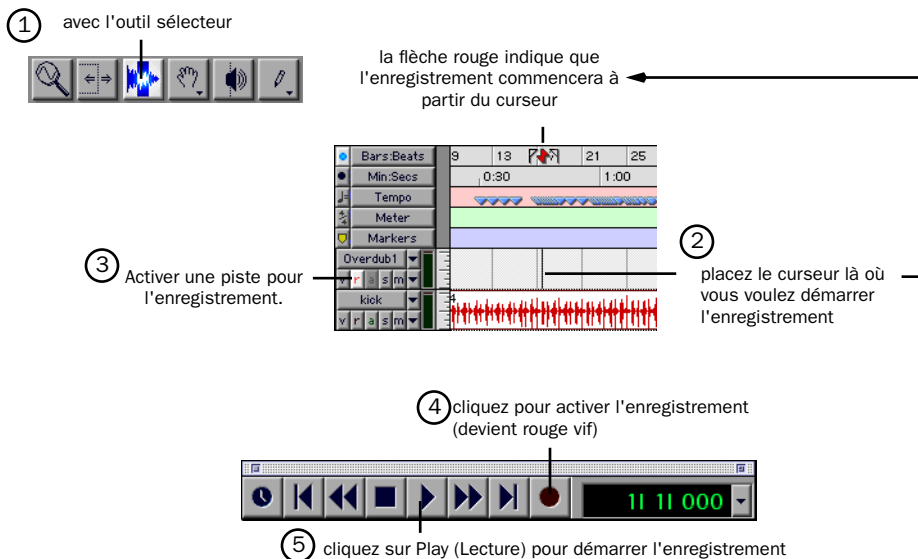 1
avec l'outil sélecteur
la flèche rouge indique que
l'enregistrement commencera à
partir du curseur
Bars:Beats 9 13 21 25
Min:Secs 0:30 1:00
Tempo
Meter
Markers
Overdub1
v r a s m
kick
4
v r a s m
2
placez le curseur là où
vous voulez démarrer
l'enregistrement
3
Activer une piste pour
l'enregistrement.
4
cliquez pour activer l'enregistrement
(devient rouge vif)
1| 1| 000
5
cliquez sur Play (Lecture) pour démarrer l'enregistrement